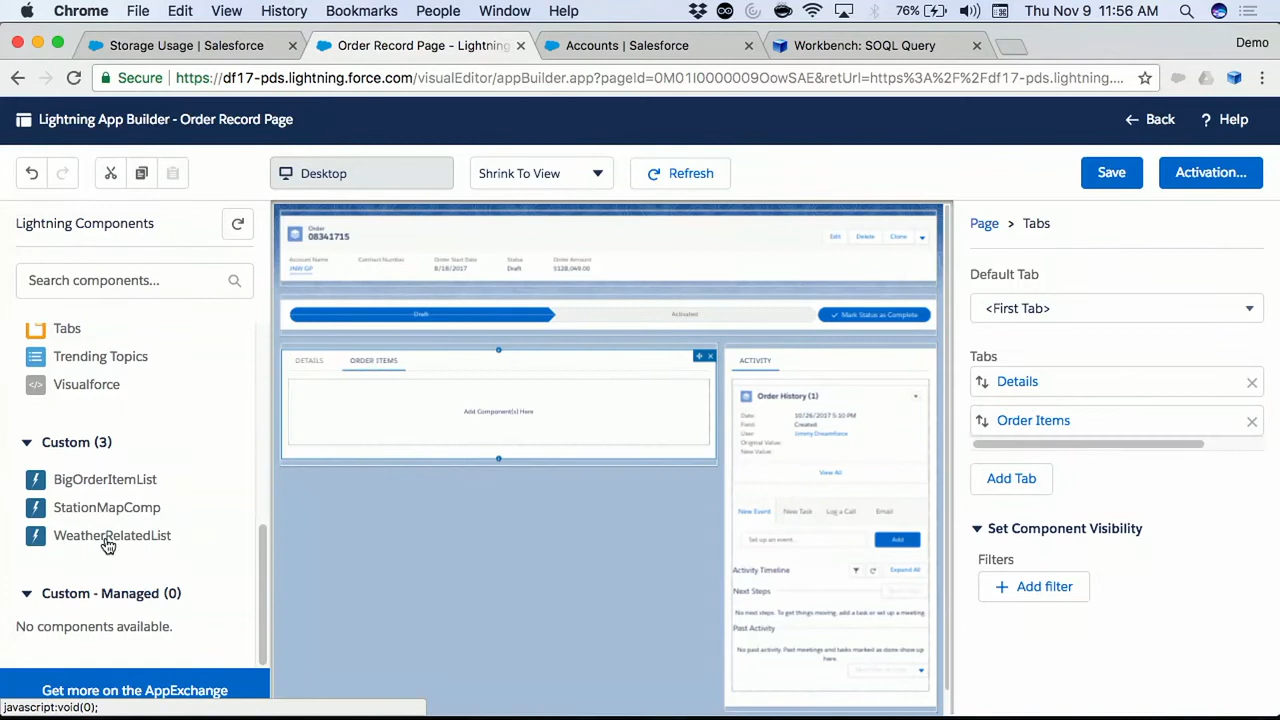 Chrome File Edit View History Bookmarks People Window Help 76% Thu Nov 9 11:56 AM
Storage Usage | Salesforce × Order Record Page - Lightning × Accounts | Salesforce × Workbench: SOQL Query × Demo
Secure https://df17-pds.lightning.force.com/visualEditor/appBuilder.app?pageId=0M01I0000009OowSAE&retUrl=https%3A%2F%2Fdf17-pds.lightning....
Lightning App Builder - Order Record Page Back ? Help
Desktop Shrink To View Refresh Save Activation...
Lightning Components
Search components...
Tabs
Trending Topics
Visualforce
Custom (3)
StationMapComp
WeatherRelatedList
Custom - Managed (0)
No components available.
Get more on the AppExchange
javascript:void(0);
Order
08341715
Edit Delete Clone
Account Name Contract Number Order Start Date Status Order Amount
JNW GP 8/18/2017 Draft $128,049.00
Draft Activated Mark Status as Complete
DETAILS ORDER ITEMS
Add Component(s) Here
ACTIVITY
Order History (1)
Date: 10/26/2017 5:10 PM
Field: Created
User: Jimmy Dreamforce
Original Value:
New Value:
View All
New Event New Task Log a Call Email
Set up an event... Add
Activity Timeline Expand All
Next Steps
No next steps. To get things moving, add a task or set up a meeting.
Past Activity
No past activity. Past meetings and tasks marked as done show up
here.
Page > Tabs
Default Tab
<First Tab>
Tabs
Details ×
Order Items ×
Add Tab
Set Component Visibility
Filters
+ Add filter